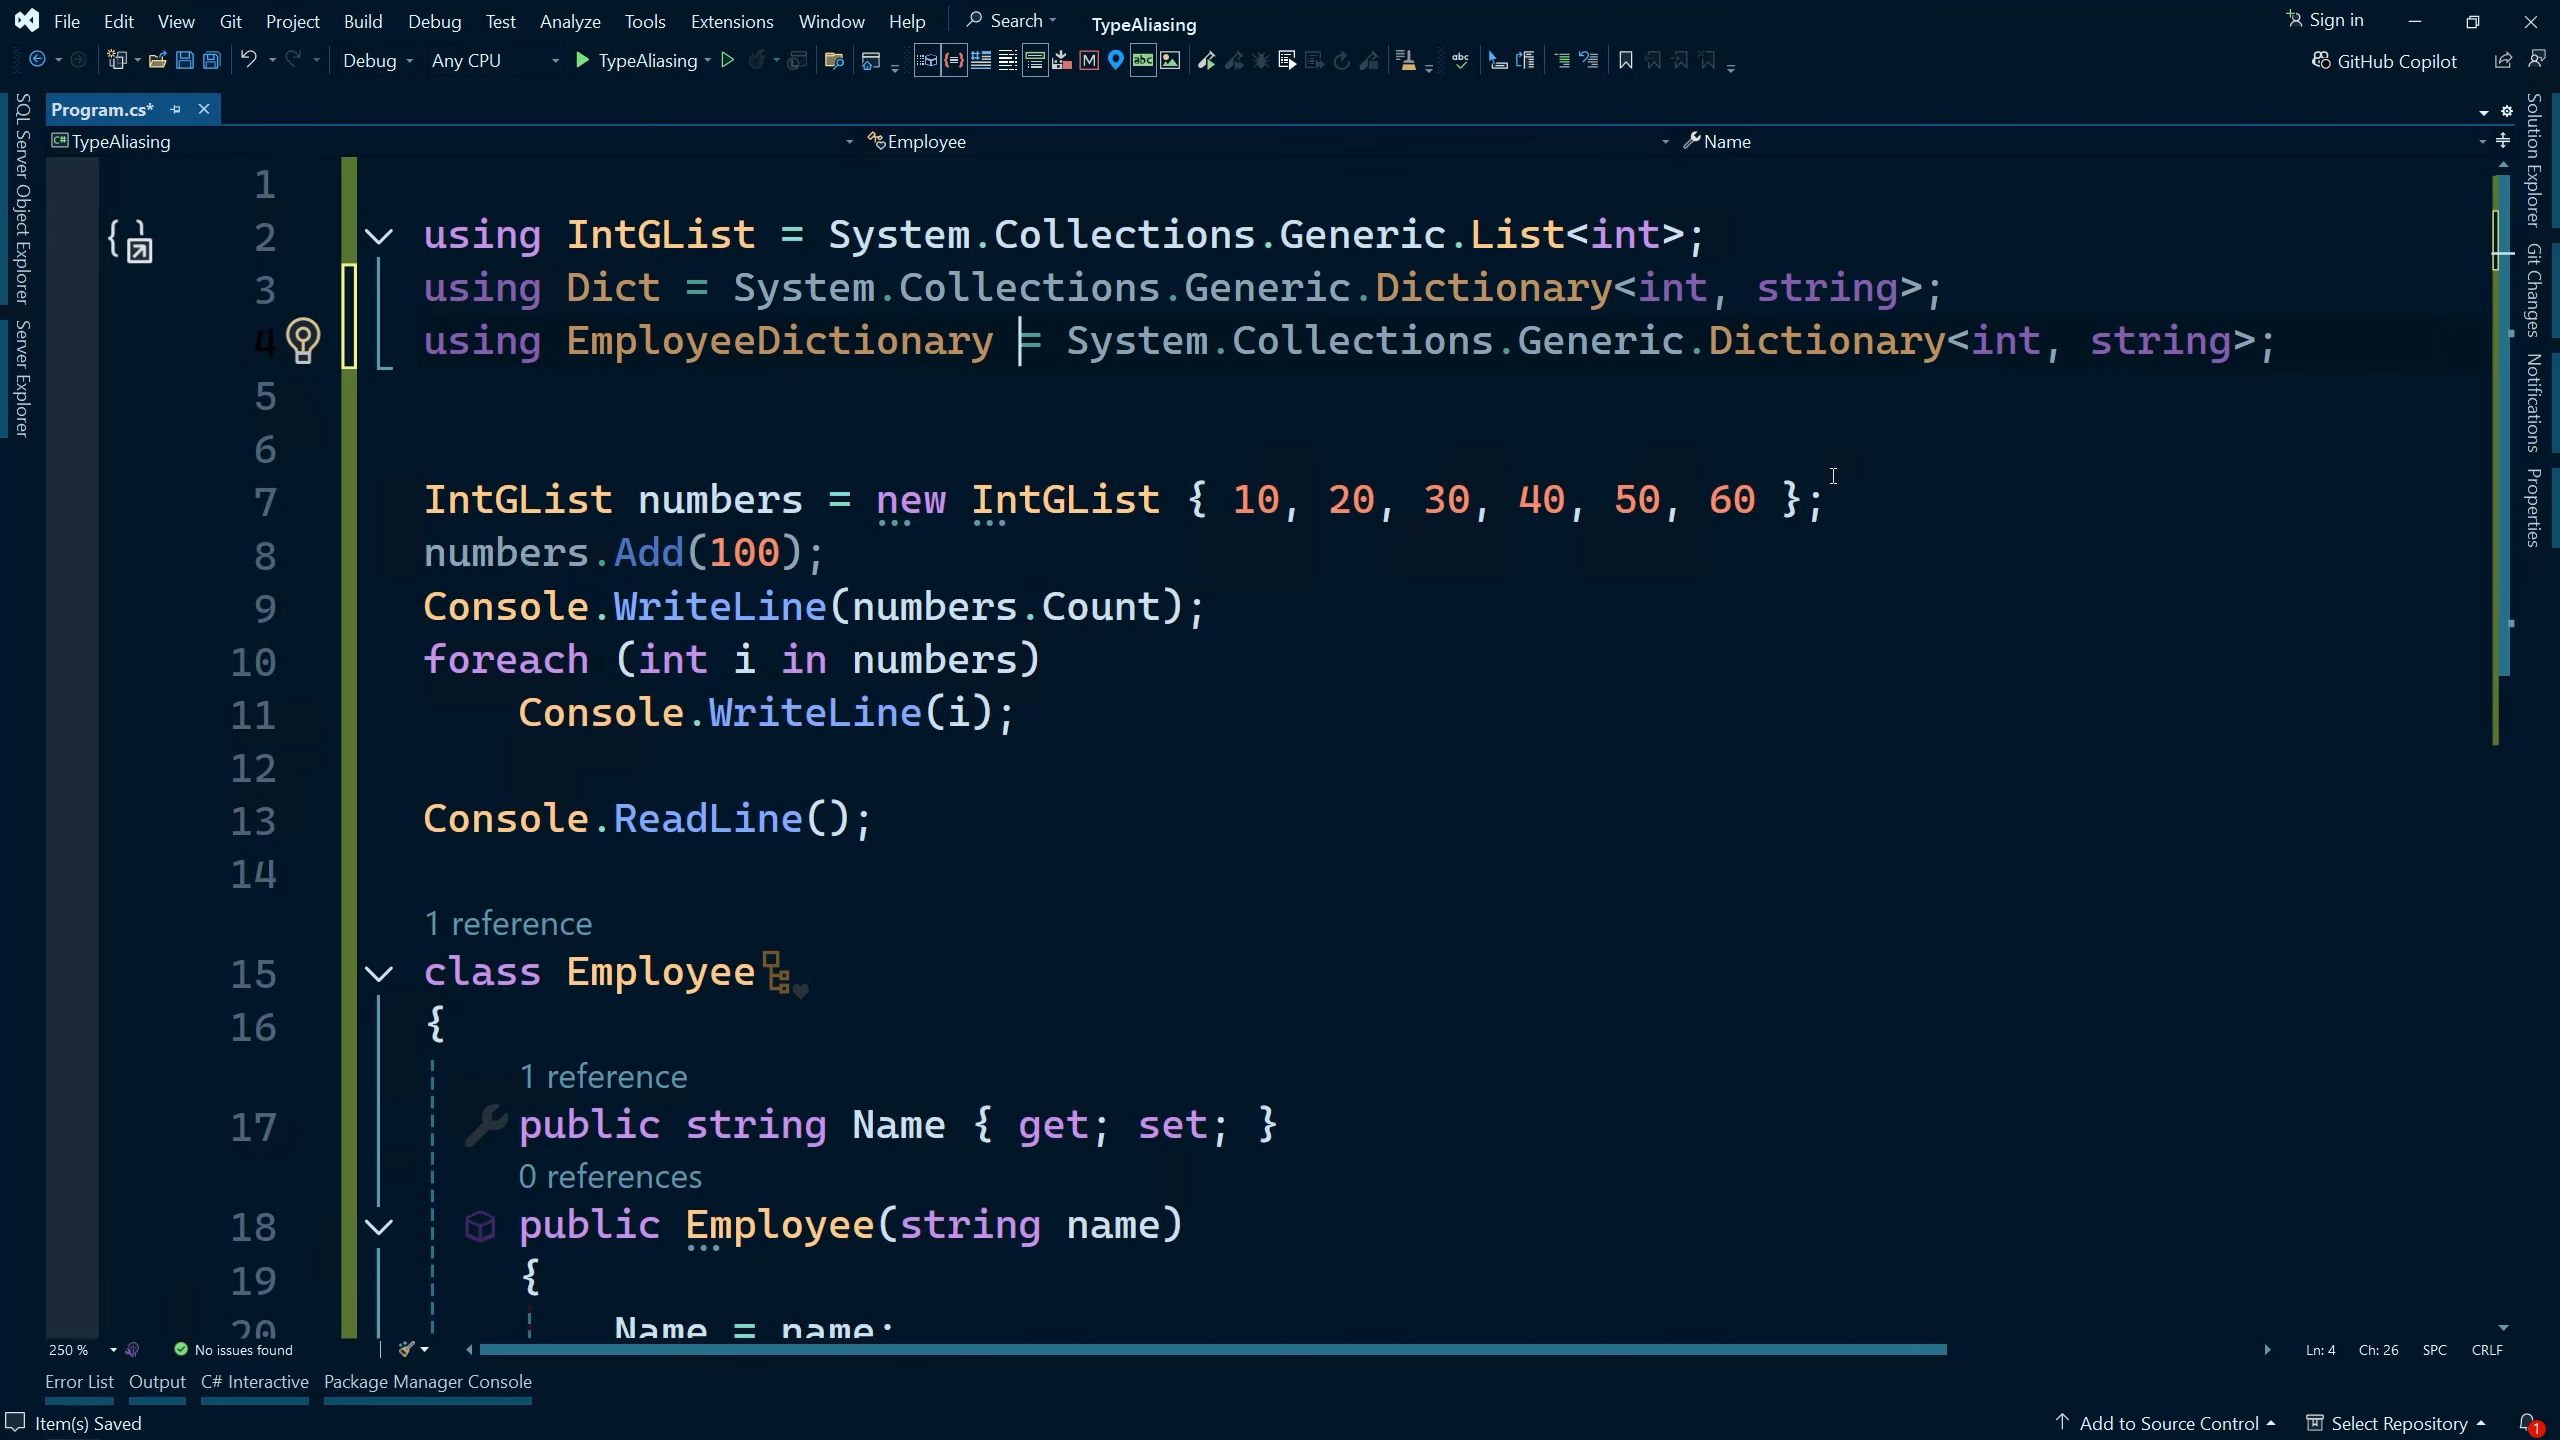 File Edit View Git Project Build Debug Test Analyze Tools Extensions Window Help Search TypeAliasing Sign in
Debug Any CPU TypeAliasing GitHub Copilot
Program.cs*
TypeAliasing Employee Name
SQL Server Object Explorer
Server Explorer
Solution Explorer
Git Changes
Notifications
Properties
1
2 using IntGList = System.Collections.Generic.List<int>;
3 using Dict = System.Collections.Generic.Dictionary<int, string>;
4 using EmployeeDictionary = System.Collections.Generic.Dictionary<int, string>;
5
6
7 IntGList numbers = new IntGList { 10, 20, 30, 40, 50, 60 };
8 numbers.Add(100);
9 Console.WriteLine(numbers.Count);
10 foreach (int i in numbers)
11 Console.WriteLine(i);
12
13 Console.ReadLine();
14
1 reference
15 class Employee
16 {
1 reference
17 public string Name { get; set; }
0 references
18 public Employee(string name)
19 {
20 Name = name;
250 % No issues found Ln: 4 Ch: 26 SPC CRLF
Error List Output C# Interactive Package Manager Console
Item(s) Saved Add to Source Control Select Repository 1